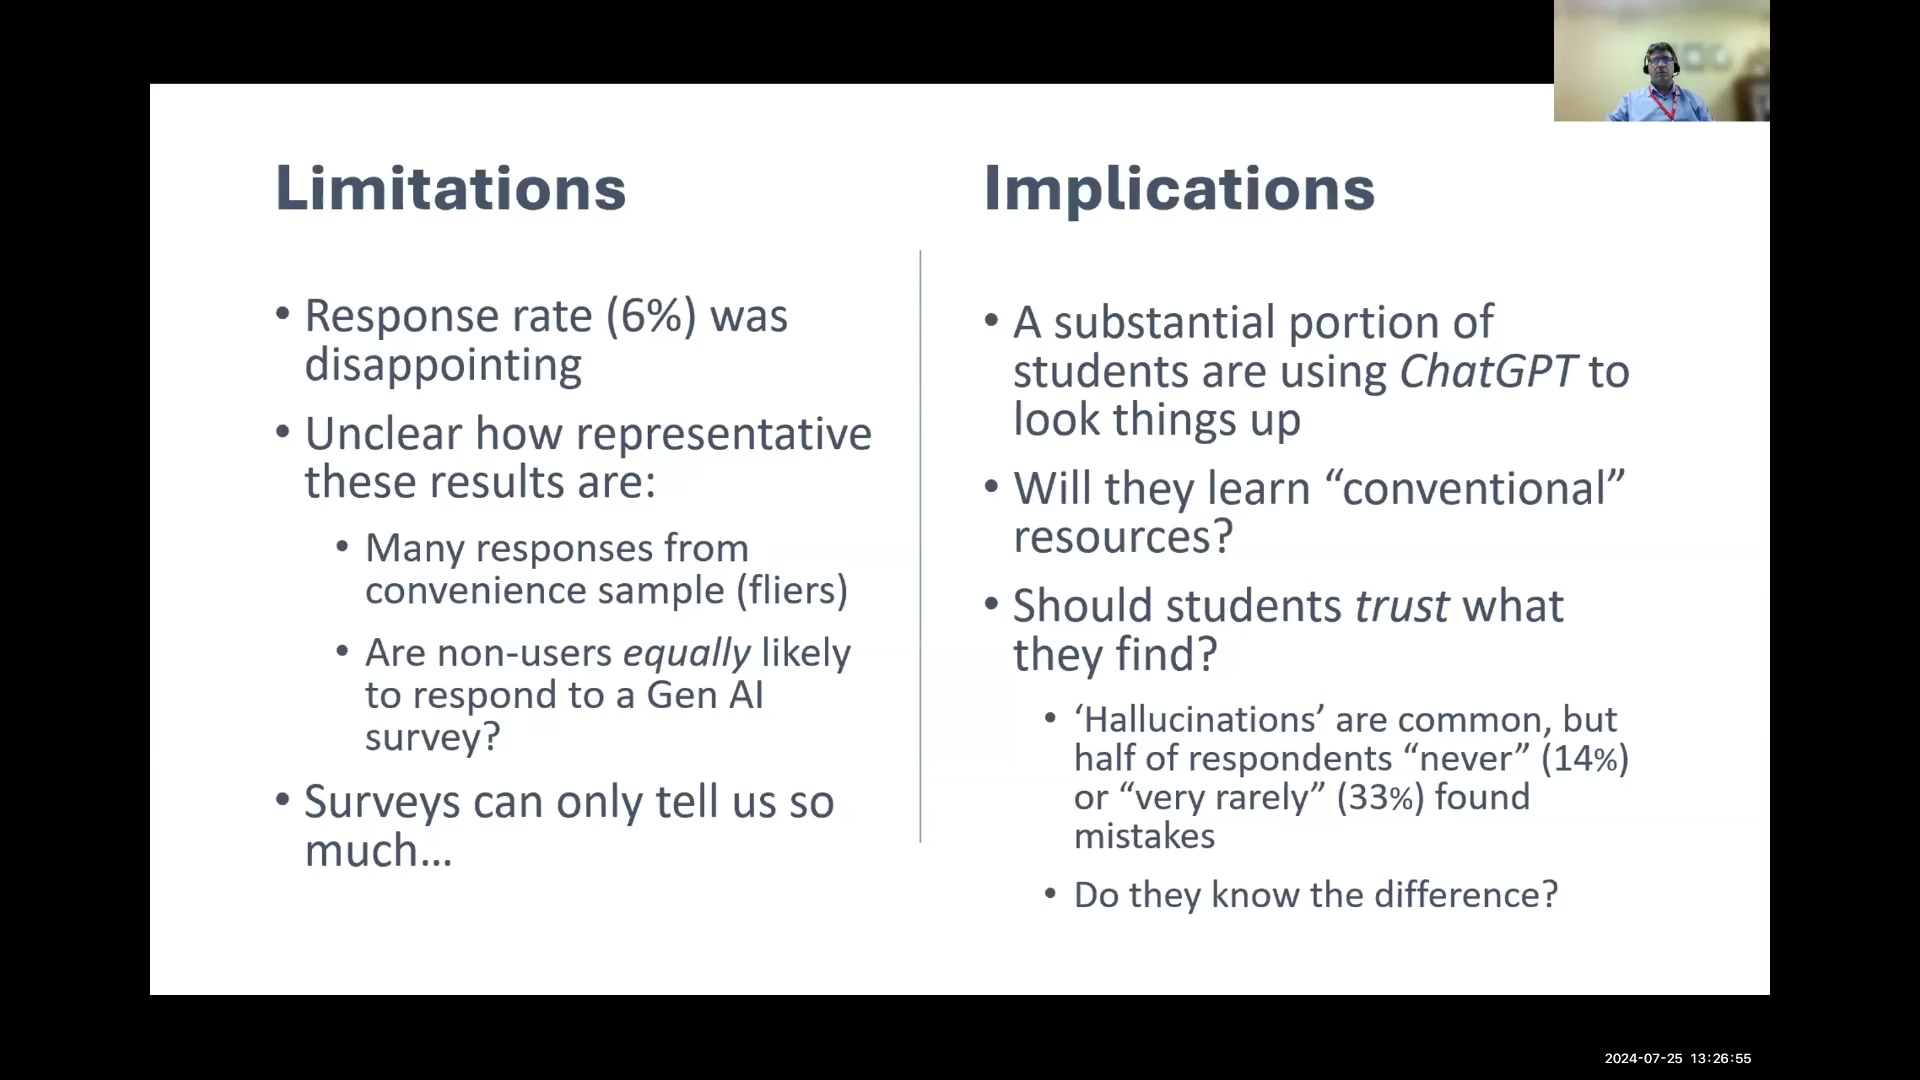 Limitations
• Response rate (6%) was
disappointing
• Unclear how representative
these results are:
• Many responses from
convenience sample (fliers)
• Are non-users equally likely
to respond to a Gen AI
survey?
• Surveys can only tell us so
much…
Implications
• A substantial portion of
students are using ChatGPT to
look things up
• Will they learn “conventional”
resources?
• Should students trust what
they find?
• ‘Hallucinations’ are common, but
half of respondents “never” (14%)
or “very rarely” (33%) found
mistakes
• Do they know the difference?
2024-07-25 13:26:55